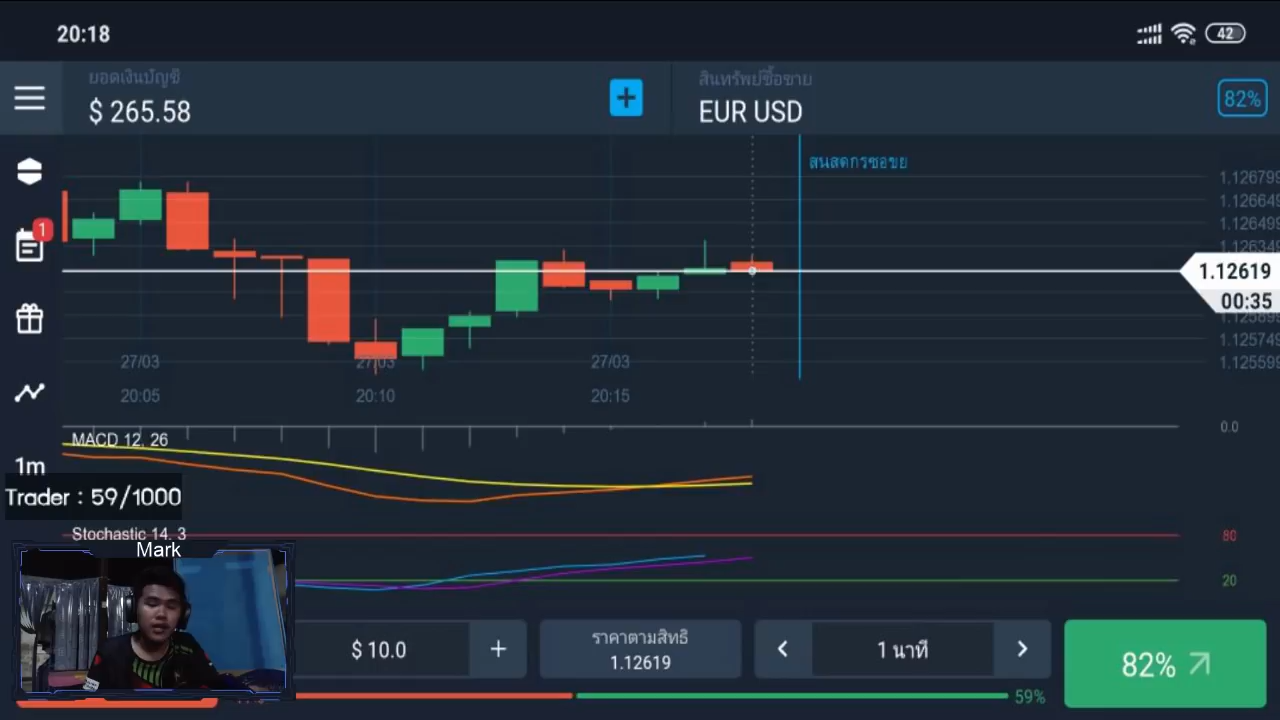 20:18
42
ยอดเงินบัญชี
$ 265.58
+
สินทรัพย์ซื้อขาย
EUR USD
82%
1
1.126799
1.126649
1.126499
1.126349
1.12619
00:35
1.125749
1.125599
27/03
27/03
27/03
20:05
20:10
20:15
MACD 12, 26
0.0
1m
Trader : 59/1000
Stochastic 14, 3
80
Mark
20
$ 10.0
+
ราคาตามสิทธิ
1.12619
1 นาที
82%
59%